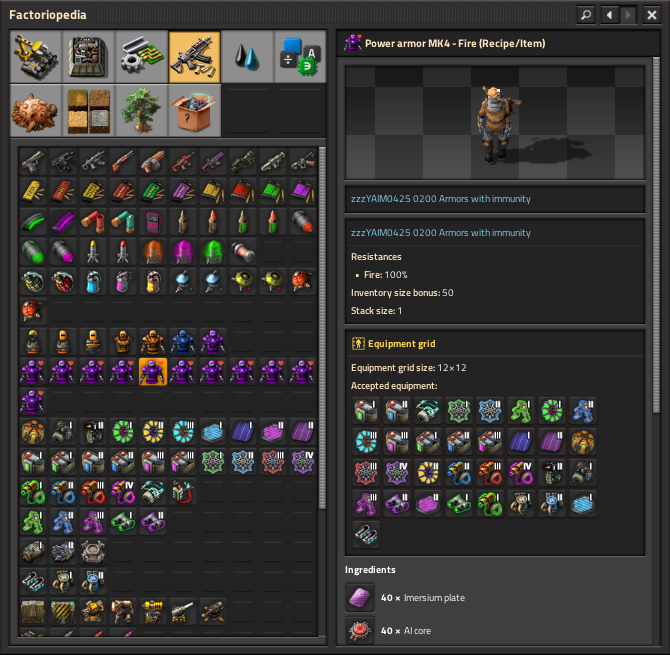 Factoriopedia
Power armor MK4 - Fire (Recipe/Item)
zzzYAIM0425 0200 Armors with immunity
zzzYAIM0425 0200 Armors with immunity
Resistances
▪ Fire: 100%
Inventory size bonus: 50
Stack size: 1
Equipment grid
Equipment grid size: 12×12
Accepted equipment:
Ingredients
40 × Imersium plate
40 × AI core